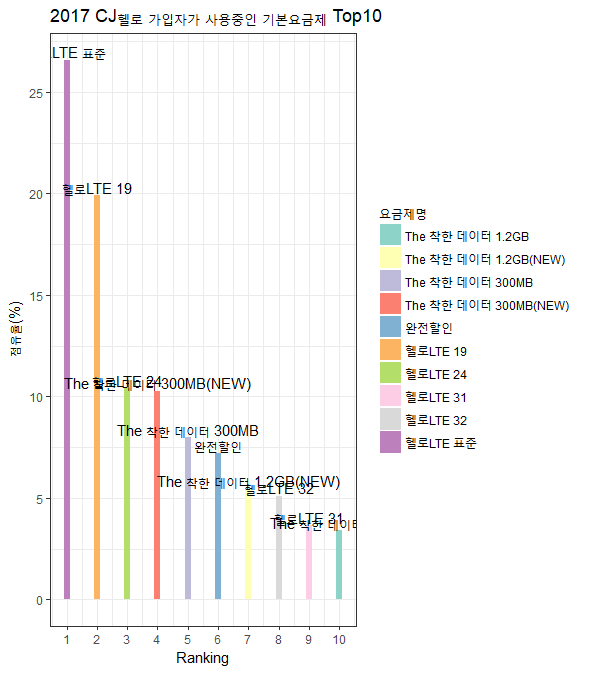 2017 CJ헬로 가입자가 사용중인 기본요금제 Top10
LTE 표준
헬로LTE 19
헬로LTE 24
The 착한 데이터 300MB(NEW)
The 착한 데이터 300MB
완전할인
The 착한 데이터 1.2GB(NEW)
헬로LTE 32
헬로LTE 31
The 착한 데이터
25
20
15
10
5
0
점유율(%)
1 2 3 4 5 6 7 8 9 10
Ranking
요금제명
The 착한 데이터 1.2GB
The 착한 데이터 1.2GB(NEW)
The 착한 데이터 300MB
The 착한 데이터 300MB(NEW)
완전할인
헬로LTE 19
헬로LTE 24
헬로LTE 31
헬로LTE 32
헬로LTE 표준